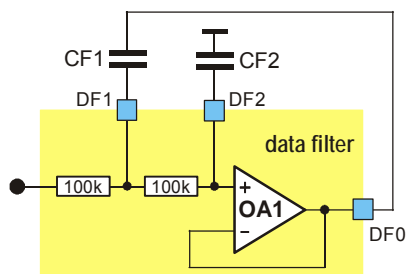 CF1
CF2
DF1
DF2
data filter
100k
100k
+
OA1
−
DF0